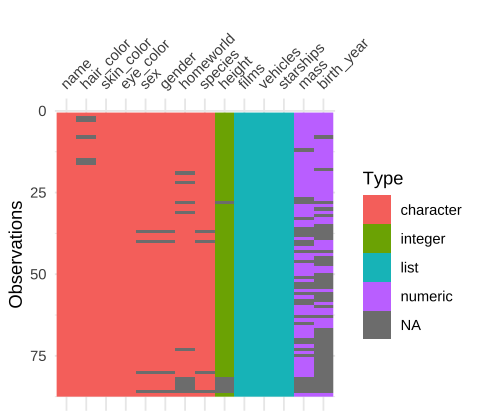 name
hair_color
skin_color
eye_color
sex
gender
homeworld
species
height
films
vehicles
starships
mass
birth_year
0
25
50
75
Observations
Type
character
integer
list
numeric
NA